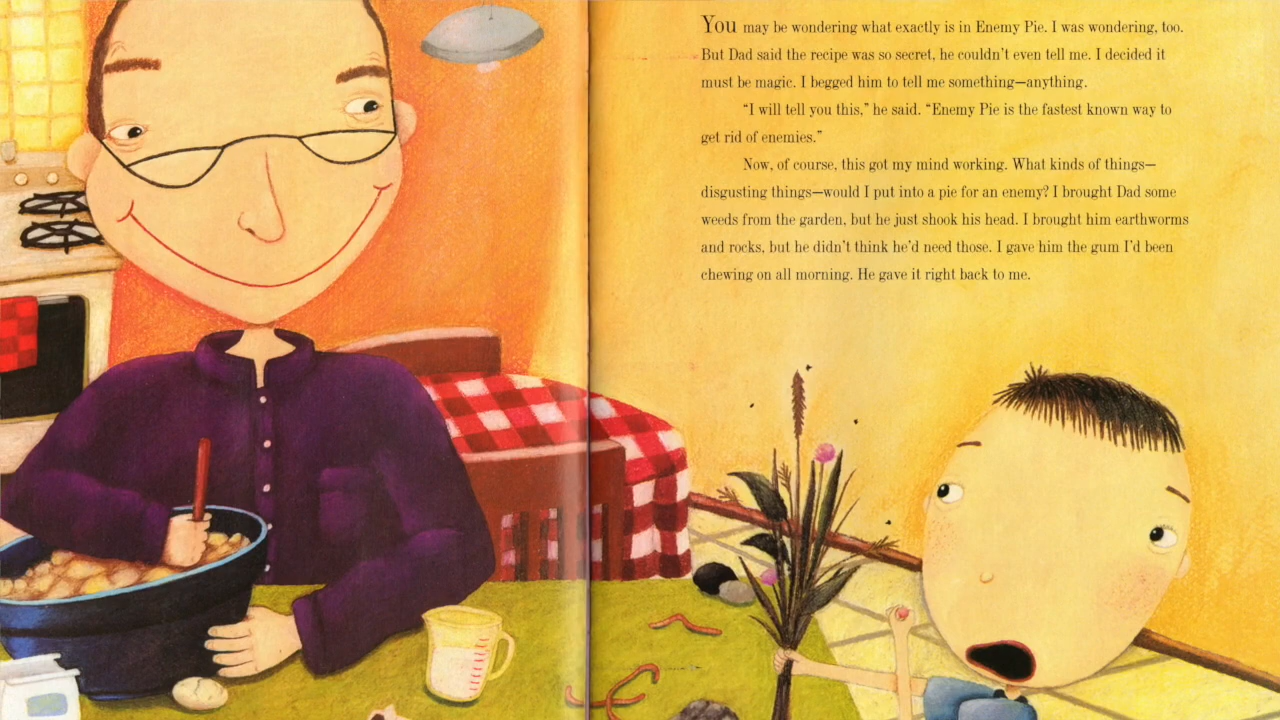 You may be wondering what exactly is in Enemy Pie. I was wondering, too.
But Dad said the recipe was so secret, he couldn’t even tell me. I decided it
must be magic. I begged him to tell me something—anything.
“I will tell you this,” he said. “Enemy Pie is the fastest known way to
get rid of enemies.”
Now, of course, this got my mind working. What kinds of things—
disgusting things—would I put into a pie for an enemy? I brought Dad some
weeds from the garden, but he just shook his head. I brought him earthworms
and rocks, but he didn’t think he’d need those. I gave him the gum I’d been
chewing on all morning. He gave it right back to me.